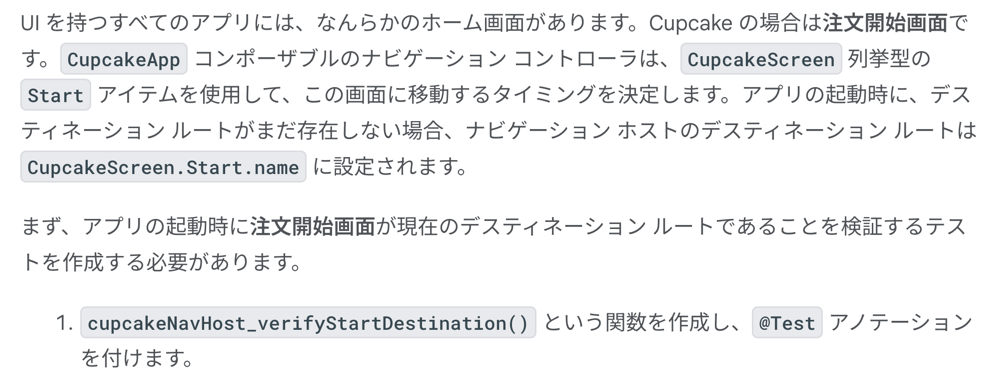 UI を持つすべてのアプリには、なんらかのホーム画面があります。Cupcake の場合は注文開始画面で
す。 CupcakeApp コンポーザブルのナビゲーション コントローラは、 CupcakeScreen 列挙型の
Start アイテムを使用して、この画面に移動するタイミングを決定します。アプリの起動時に、デス
ティネーション ルートがまだ存在しない場合、ナビゲーション ホストのデスティネーション ルートは
CupcakeScreen.Start.name に設定されます。
まず、アプリの起動時に注文開始画面が現在のデスティネーション ルートであることを検証するテス
トを作成する必要があります。
1. cupcakeNavHost_verifyStartDestination() という関数を作成し、 @Test アノテーション
を付けます。